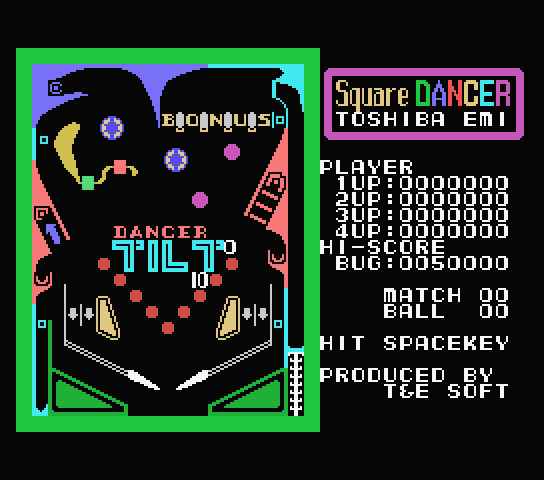 Square DANCER
TOSHIBA EMI
BONUS
PLAYER
1UP:0000000
2UP:0000000
3UP:0000000
4UP:0000000
HI-SCORE
BUG:0050000
DANCER
TILT
10
MATCH 00
BALL 00
HIT SPACEKEY
PRODUCED BY
T&E SOFT